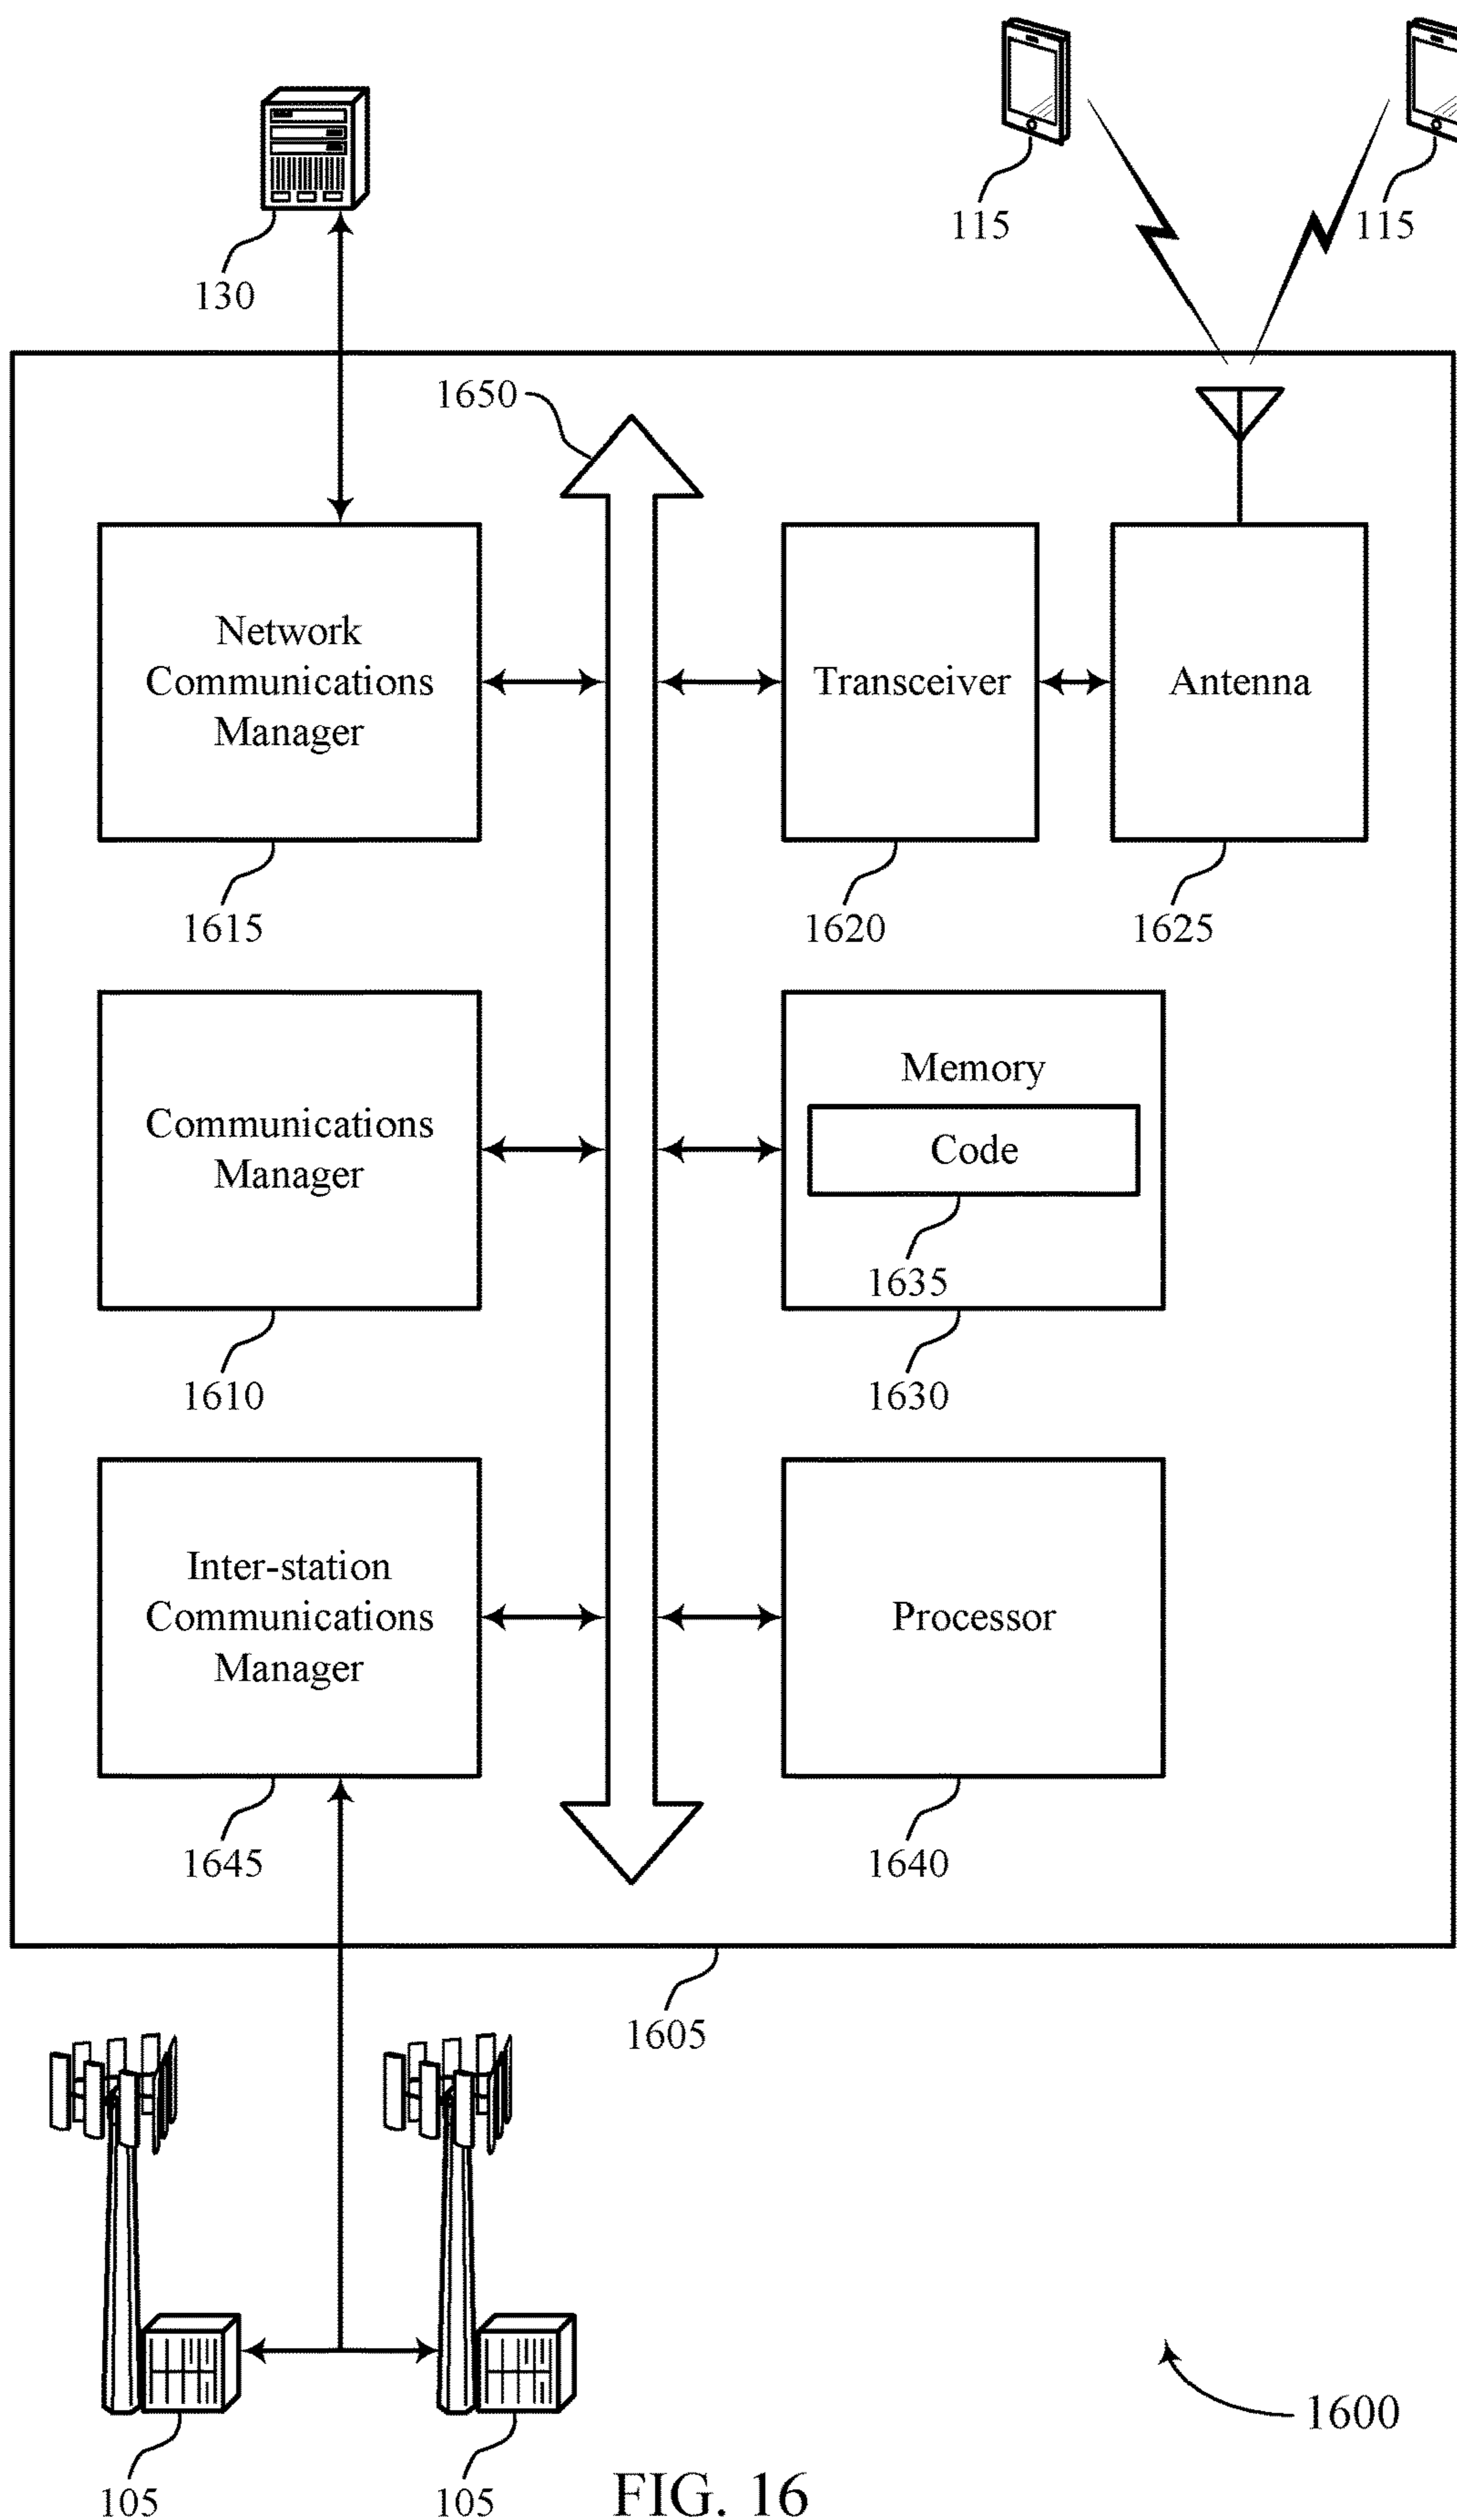 115
115
130
1650
Network
Communications
Manager
Transceiver
Antenna
1615
1620
1625
Communications
Manager
Memory
Code
1635
1610
1630
Inter-station
Communications
Manager
Processor
1645
1640
1605
1600
105
105
FIG. 16